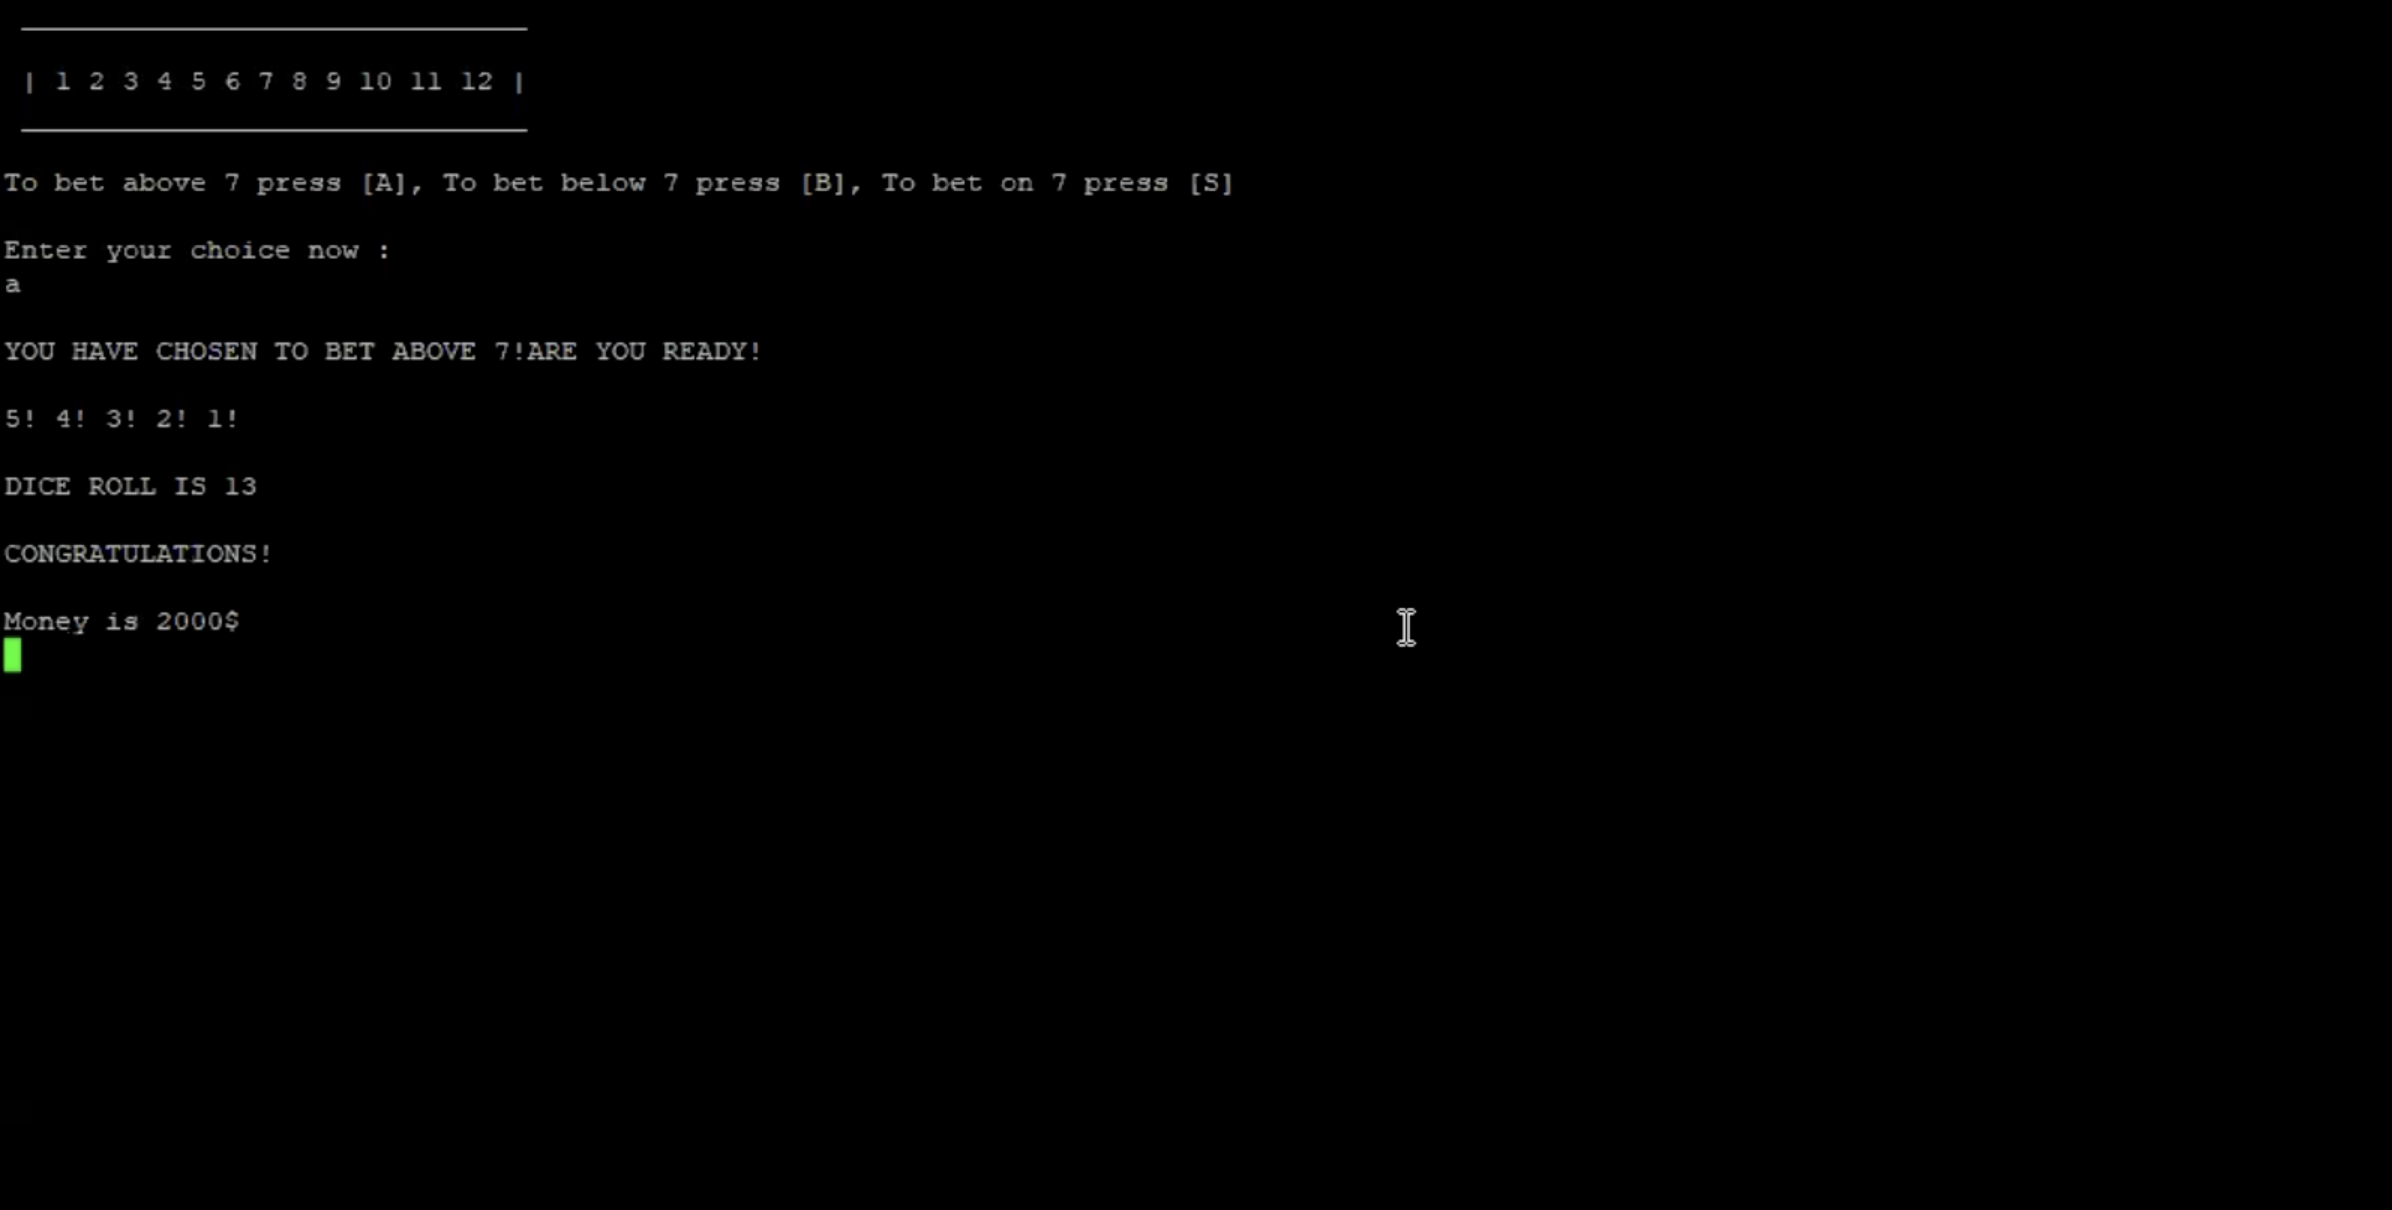 | 1 2 3 4 5 6 7 8 9 10 11 12 |
To bet above 7 press [A], To bet below 7 press [B], To bet on 7 press [S]
Enter your choice now :
a
YOU HAVE CHOSEN TO BET ABOVE 7!ARE YOU READY!
5! 4! 3! 2! 1!
DICE ROLL IS 13
CONGRATULATIONS!
Money is 2000$